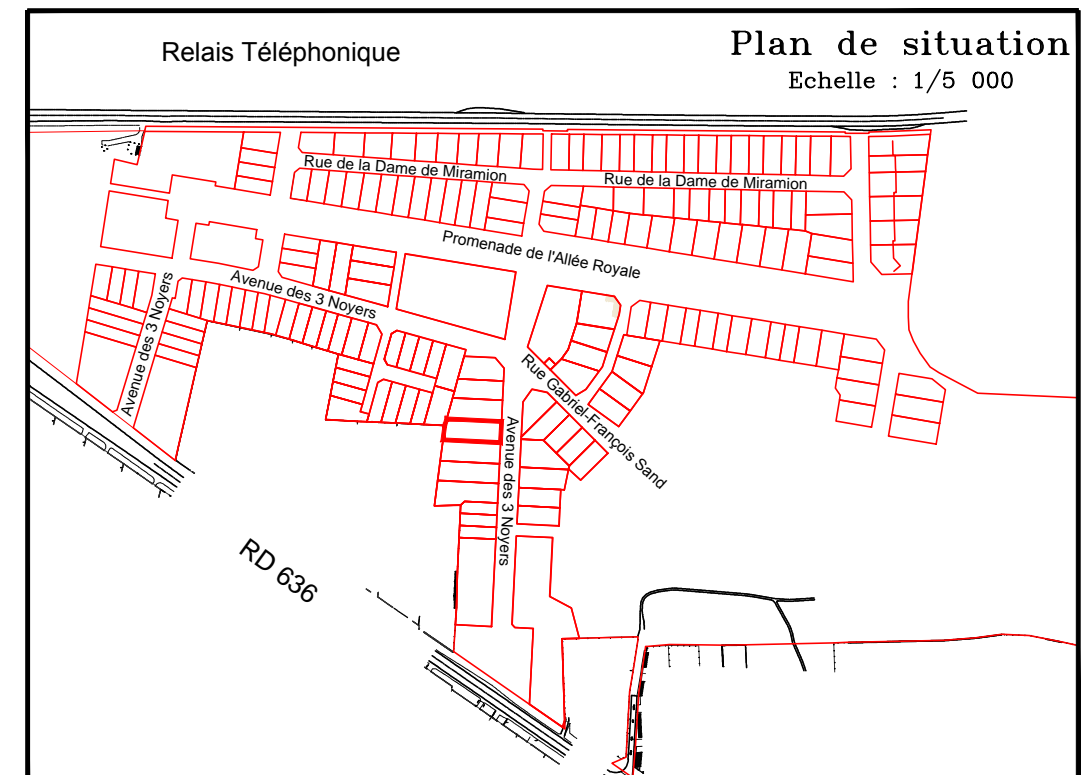 Relais Téléphonique
Plan de situation
Echelle : 1/5 000
Rue de la Dame de Miramion
Rue de la Dame de Miramion
Promenade de l'Allée Royale
Avenue des 3 Noyers
Avenue des 3 Noyers
Rue Gabriel-François Sand
Avenue des 3 Noyers
RD 636